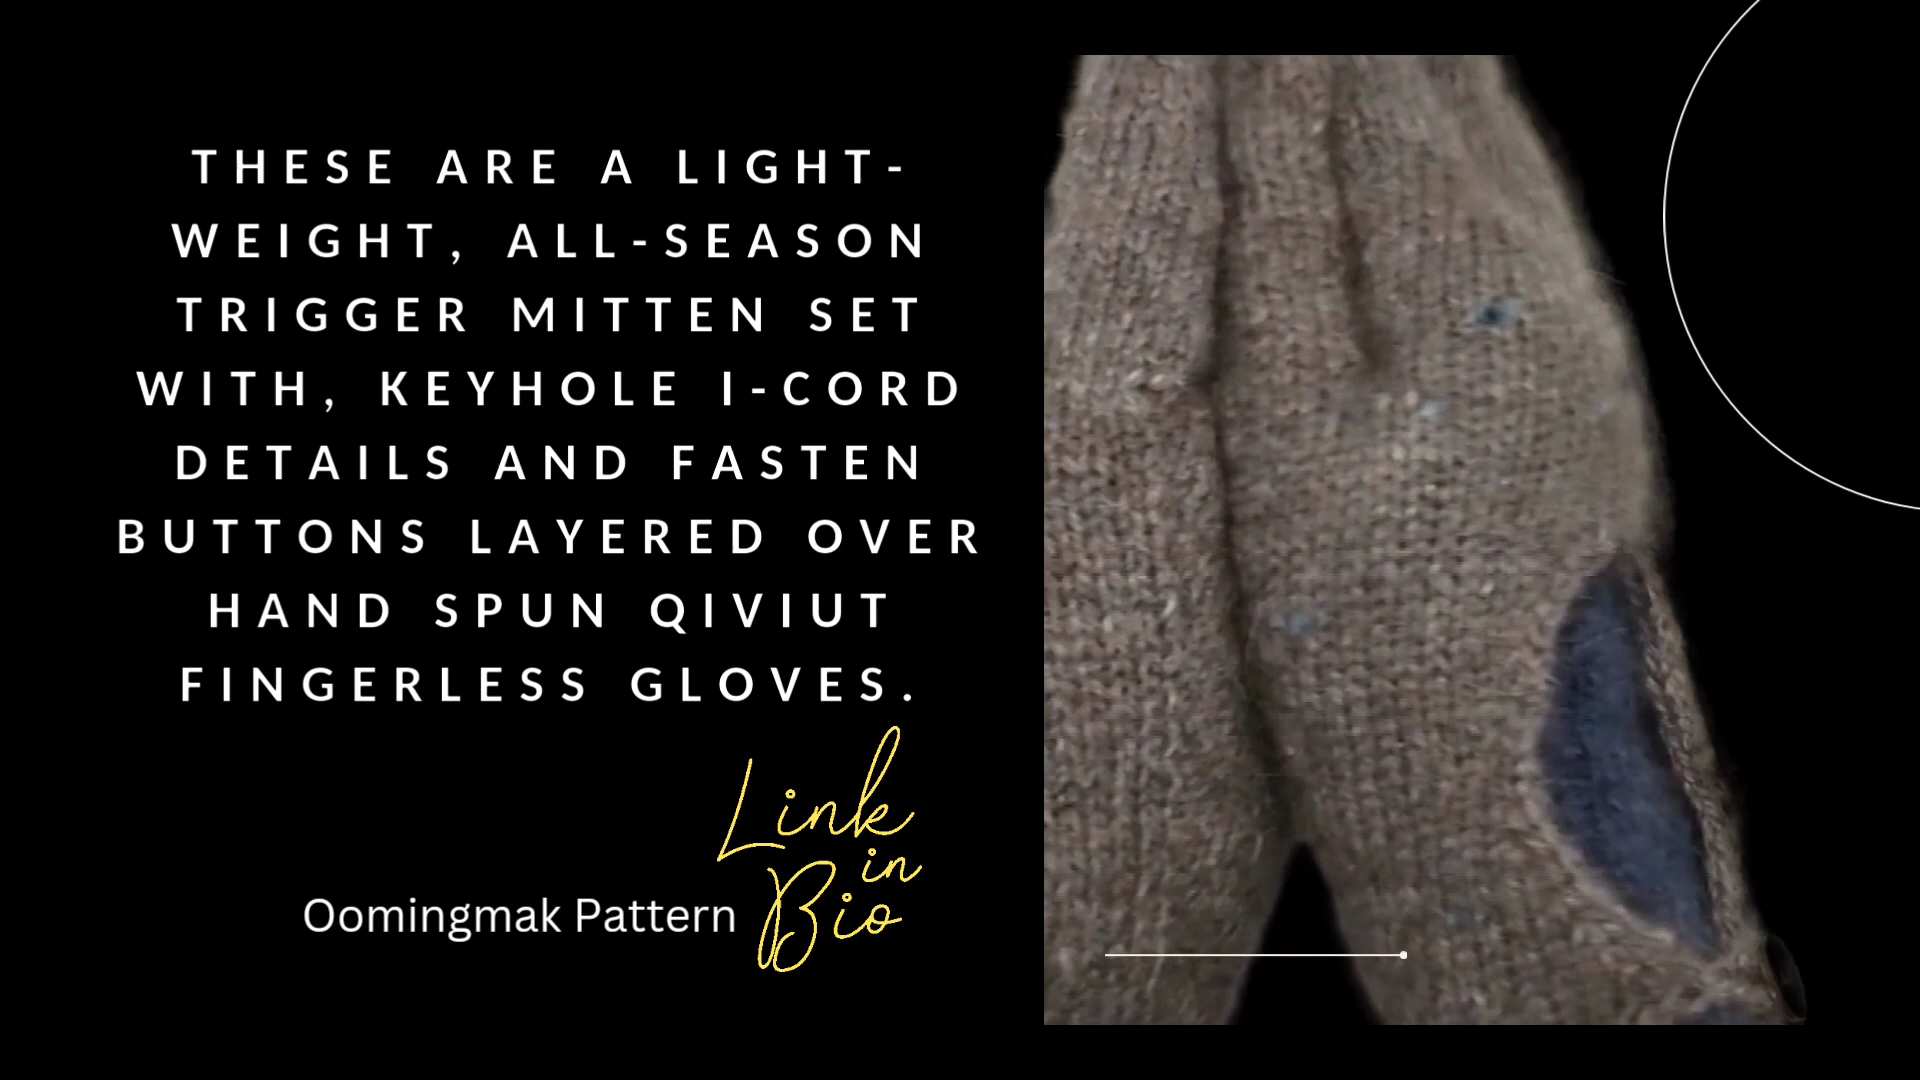 THESE ARE A LIGHT-
WEIGHT, ALL-SEASON
TRIGGER MITTEN SET
WITH, KEYHOLE I-CORD
DETAILS AND FASTEN
BUTTONS LAYERED OVER
HAND SPUN QIVIUT
FINGERLESS GLOVES.
Link
in
Bio
Oomingmak Pattern